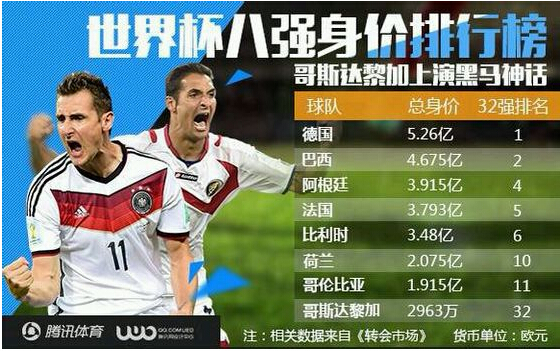 世界杯八强身价排行榜
哥斯达黎加上演黑马神话
球队 总身价 32强排名
德国 5.26亿 1
巴西 4.675亿 2
阿根廷 3.915亿 4
法国 3.793亿 5
比利时 3.48亿 6
荷兰 2.075亿 10
哥伦比亚 1.915亿 11
哥斯达黎加 2963万 32
11
腾讯体育 QQ.COM/UED
注：相关数据来自《转会市场》 货币单位：欧元